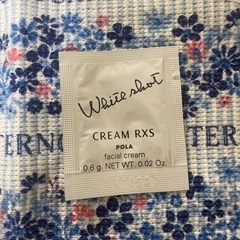 White shot
CREAM RXS
POLA
facial cream
0.6 g NET WT. 0.02 Oz.